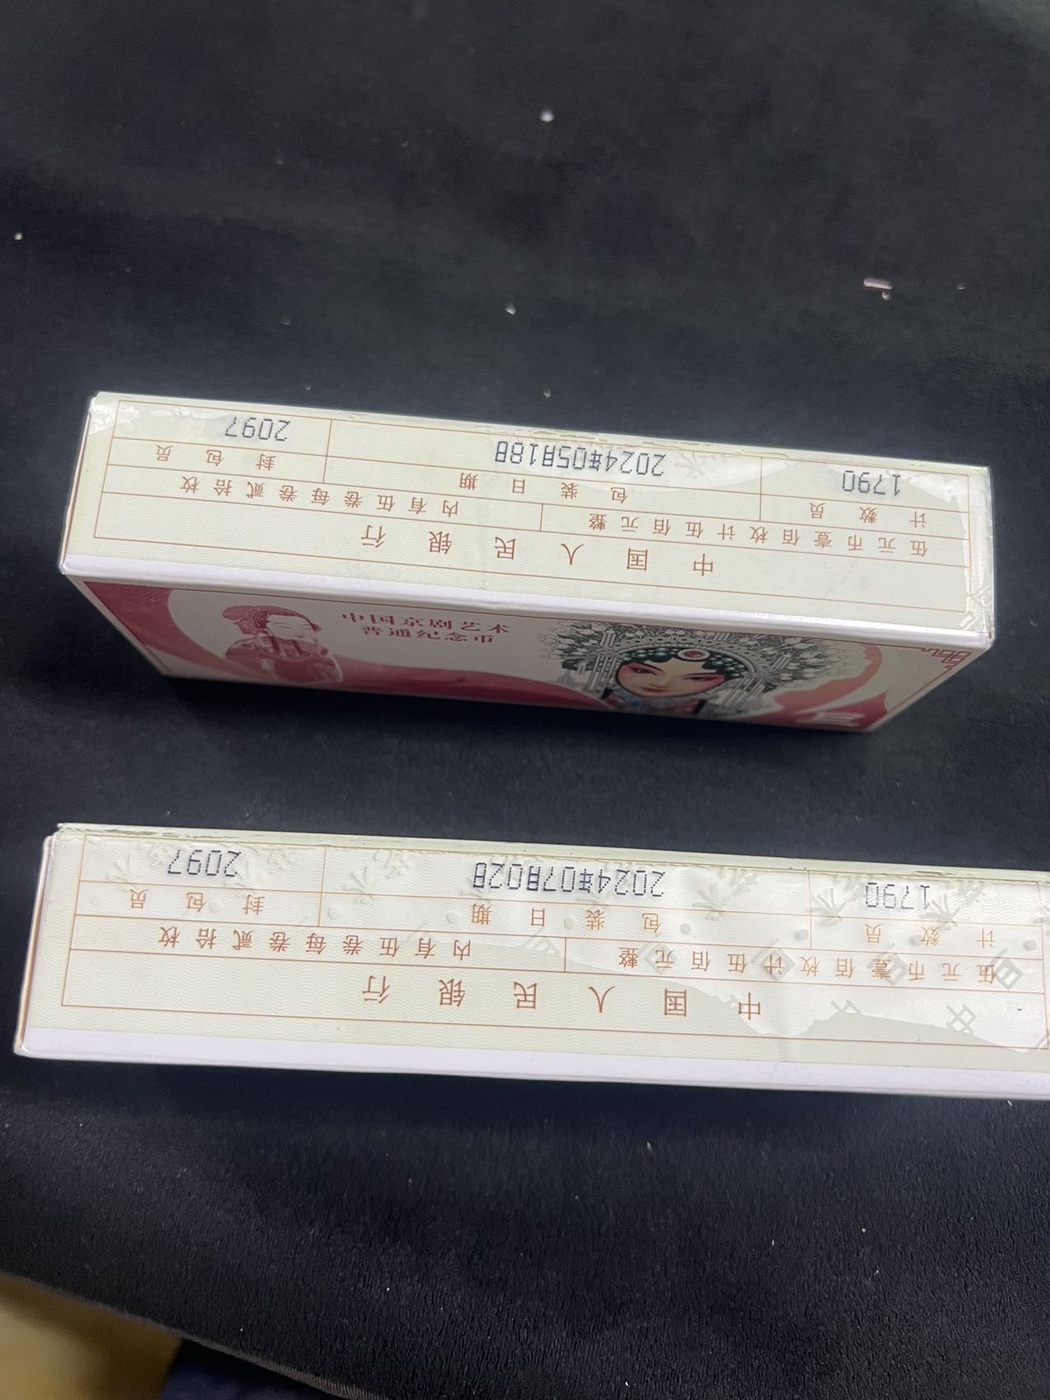 中国人民银行
伍元币壹佰枚计伍佰元整 内有伍卷每卷贰拾枚
计数员 包装日期 封包员
1790 2024年05月18日 2097
中国京剧艺术
普通纪念币
中国人民银行
伍元币壹佰枚计伍佰元整 内有伍卷每卷贰拾枚
计数员 包装日期 封包员
1790 2024年07月02日 2097